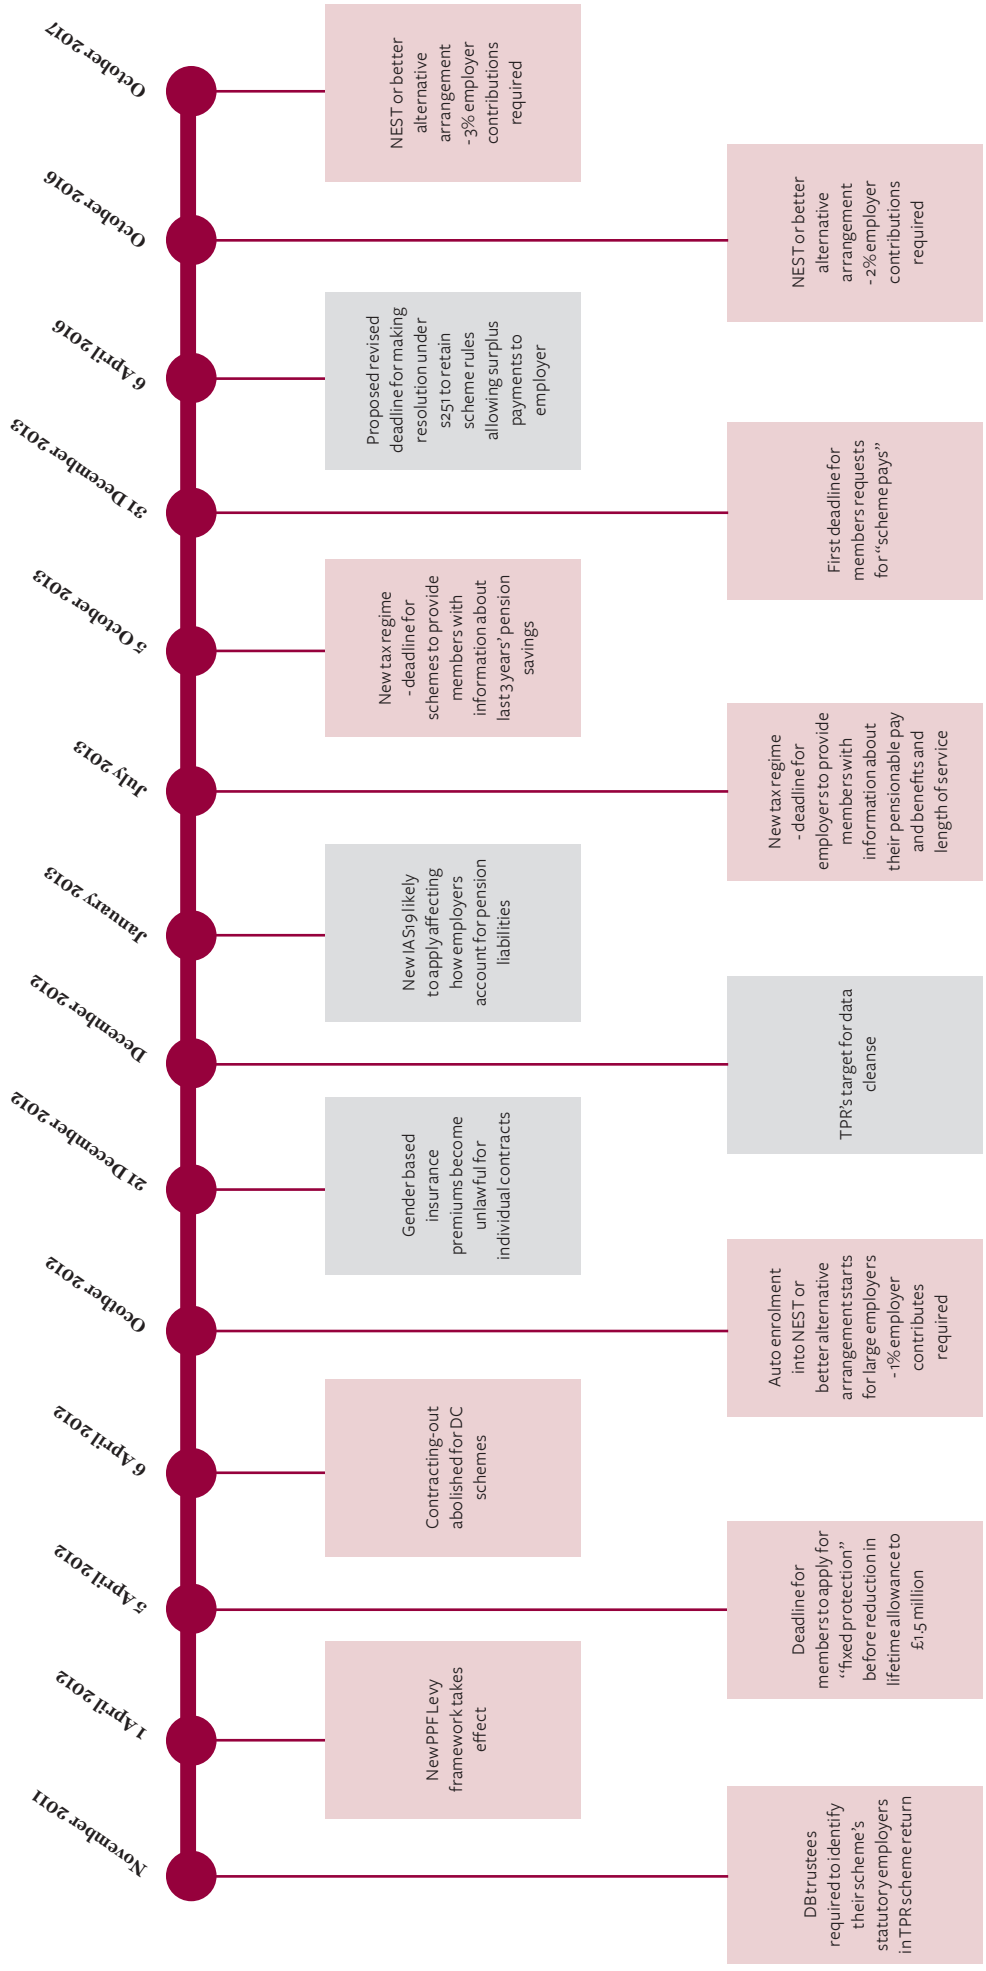 November 2011
DB trustees
required to identify
their scheme's
statutory employers
in TPR scheme return
1 April 2012
New PPF Levy
framework takes
effect
5 April 2012
Deadline for
members to apply for
“fixed protection”
before reduction in
lifetime allowance to
£1.5 million
6 April 2012
Contracting-out
abolished for DC
schemes
Ocotber 2012
Auto enrolment
into NEST or
better alternative
arrangement starts
for large employers
-1% employer
contributes
required
21 December 2012
Gender based
insurance
premiums become
unlawful for
individual contracts
December 2012
TPR's target for data
cleanse
January 2013
New IAS19 likely
to apply affecting
how employers
account for pension
liabilities
July 2013
New tax regime
- deadline for
employers to provide
members with
information about
their pensionable pay
and benefits and
length of service
5 October 2013
New tax regime
- deadline for
schemes to provide
members with
information about
last 3 years' pension
savings
31 December 2013
First deadline for
members requests
for “scheme pays”
6 April 2016
Proposed revised
deadline for making
resolution under
s251 to retain
scheme rules
allowing surplus
payments to
employer
October 2016
NEST or better
alternative
arrangement
- 2% employer
contributions
required
October 2017
NEST or better
alternative
arrangement
-3% employer
contributions
required